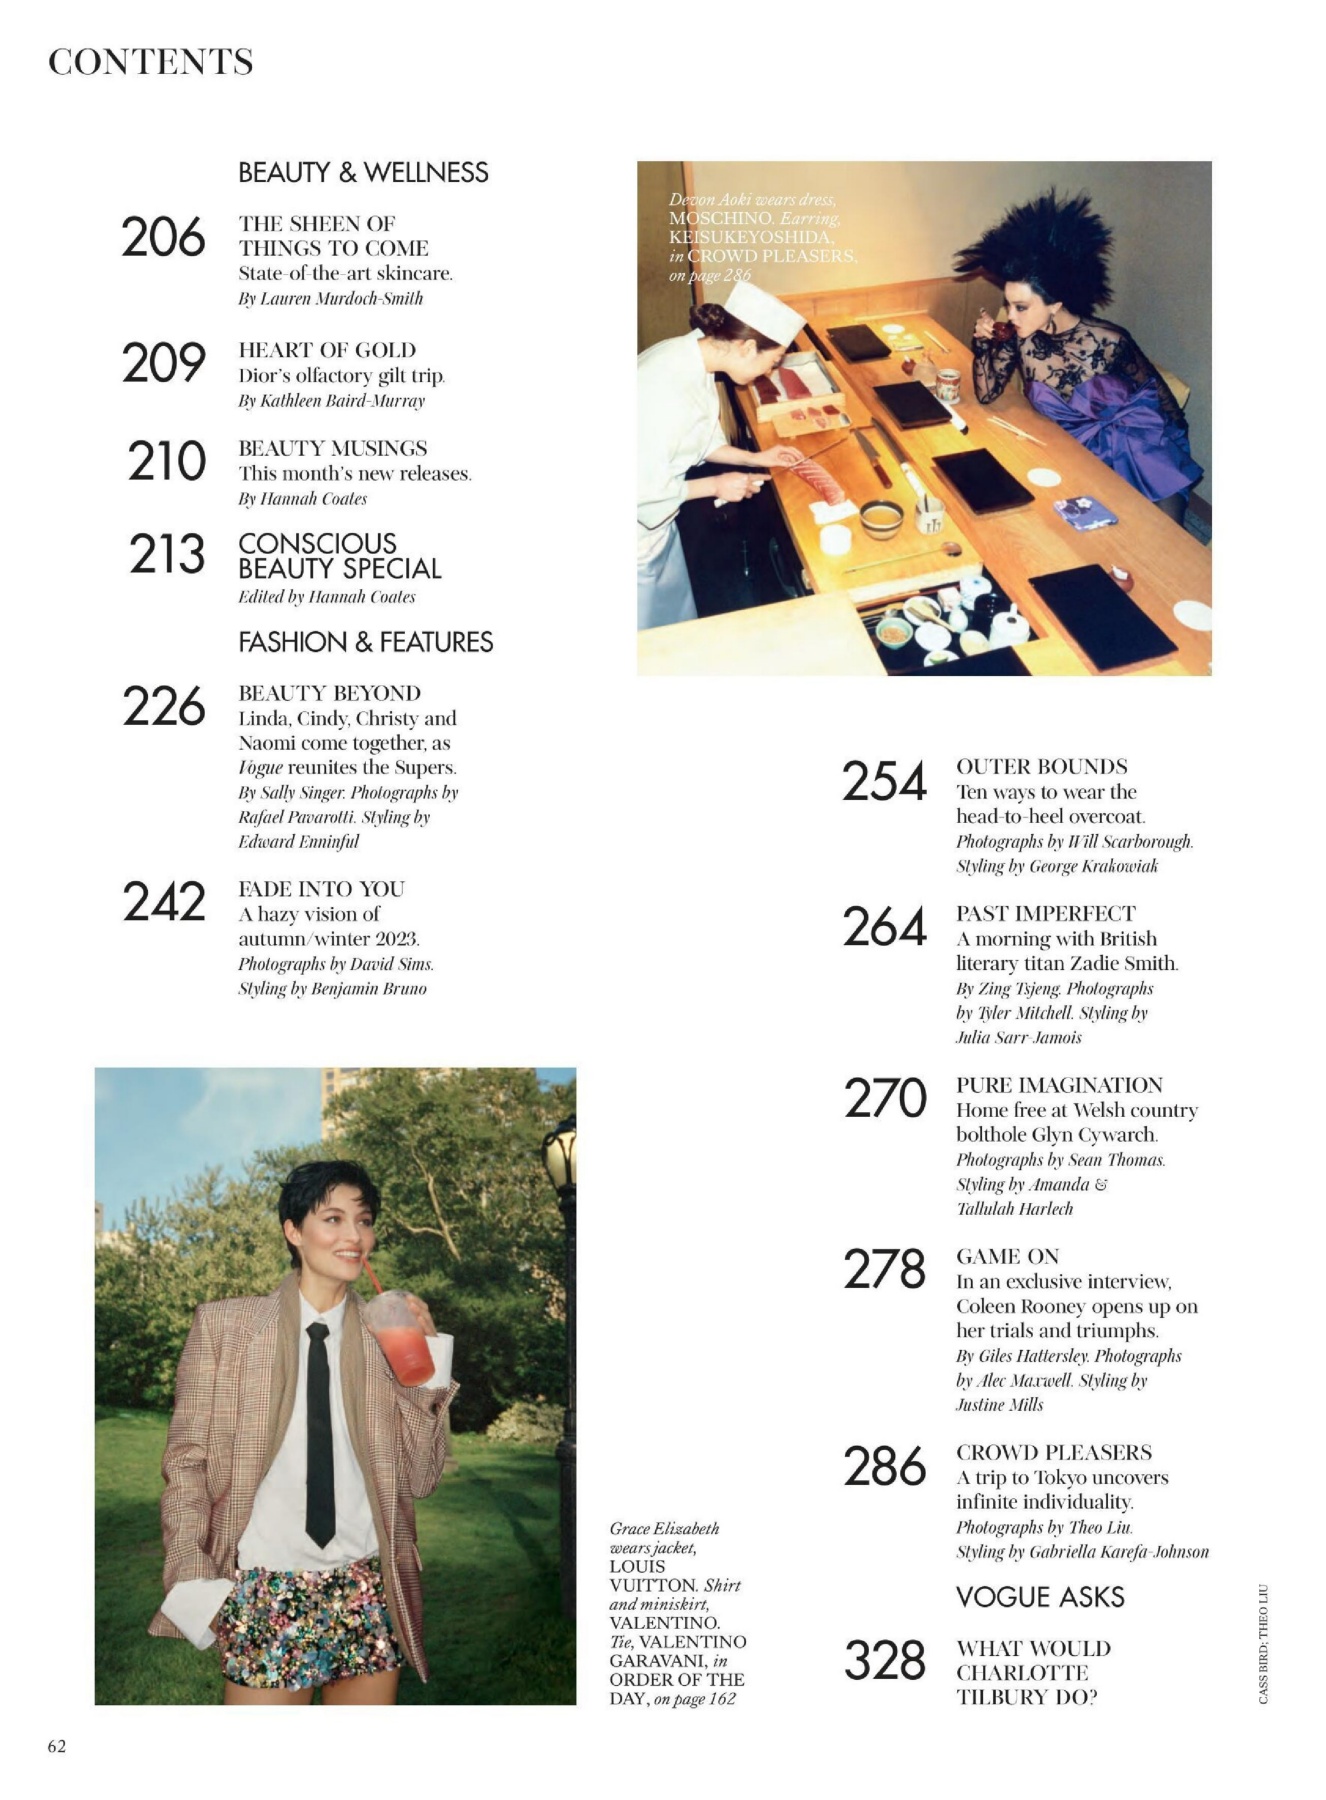 CONTENTS
BEAUTY & WELLNESS
206
THE SHEEN OF
THINGS TO COME
State-of-the-art skincare.
By Lauren Murdoch-Smith
209
HEART OF GOLD
Dior's olfactory gilt trip.
By Kathleen Baird-Murray
210
BEAUTY MUSINGS
This month's new releases.
By Hannah Coates
213
CONSCIOUS
BEAUTY SPECIAL
Edited by Hannah Coates
FASHION & FEATURES
226
BEAUTY BEYOND
Linda, Cindy, Christy and
Naomi come together, as
Vogue reunites the Supers.
By Sally Singer. Photographs by
Rafael Pavarotti. Styling by
Edward Enninful
242
FADE INTO YOU
A hazy vision of
autumn/winter 2023.
Photographs by David Sims.
Styling by Benjamin Bruno
Devon Aoki wears dress,
MOSCHINO. Earring,
KEISUKEYOSHIDA,
in CROWD PLEASERS,
on page 286
254
OUTER BOUNDS
Ten ways to wear the
head-to-heel overcoat.
Photographs by Will Scarborough.
Styling by George Krakowiak
264
PAST IMPERFECT
A morning with British
literary titan Zadie Smith.
By Zing Tsjeng. Photographs
by Tyler Mitchell. Styling by
Julia Sarr-Jamois
270
PURE IMAGINATION
Home free at Welsh country
bolthole Glyn Cywarch.
Photographs by Sean Thomas.
Styling by Amanda &
Tallulah Harlech
278
GAME ON
In an exclusive interview,
Coleen Rooney opens up on
her trials and triumphs.
By Giles Hattersley. Photographs
by Alec Maxwell. Styling by
Justine Mills
286
CROWD PLEASERS
A trip to Tokyo uncovers
infinite individuality.
Photographs by Theo Liu.
Styling by Gabriella Karefa-Johnson
VOGUE ASKS
328
WHAT WOULD
CHARLOTTE
TILBURY DO?
Grace Elizabeth
wears jacket,
LOUIS
VUITTON. Shirt
and miniskirt,
VALENTINO.
Tie, VALENTINO
GARAVANI, in
ORDER OF THE
DAY, on page 162
CASS BIRD; THEO LIU
62